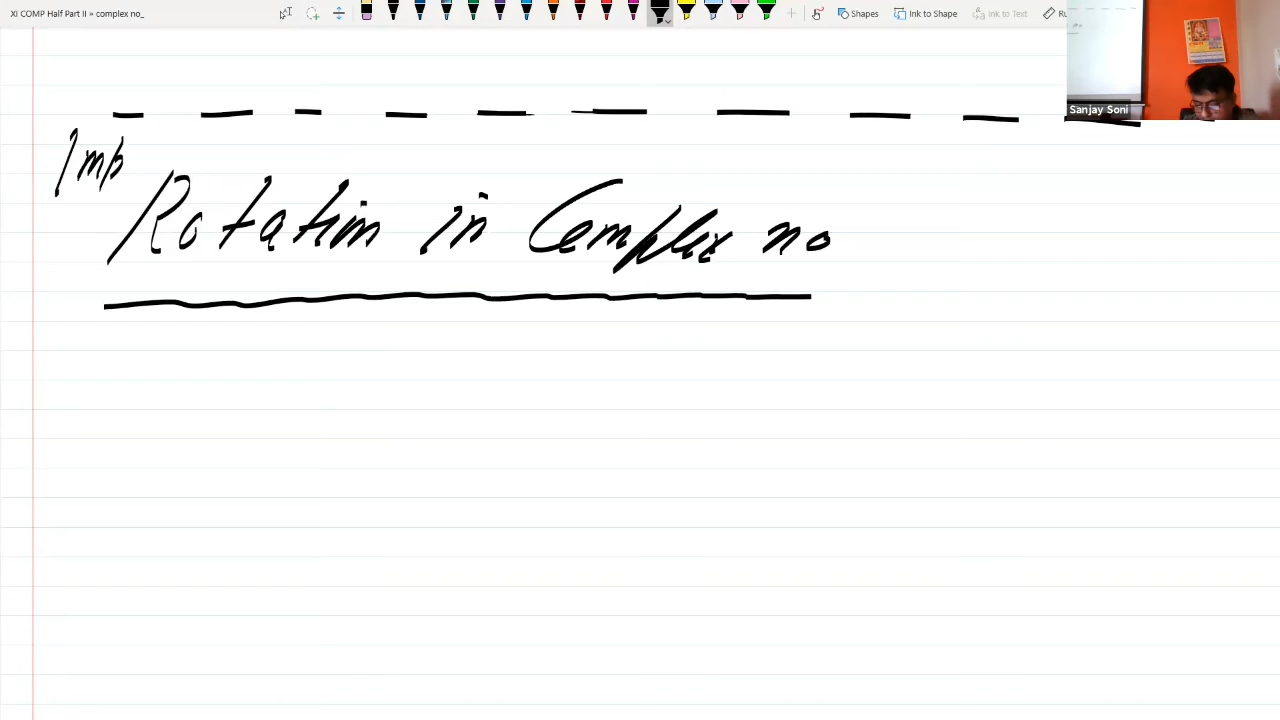 XI COMP Half Part II » complex no_
Shapes
Ink to Shape
Ink to Text
Ru
Sanjay Soni
Imp
Rotation in Complex no